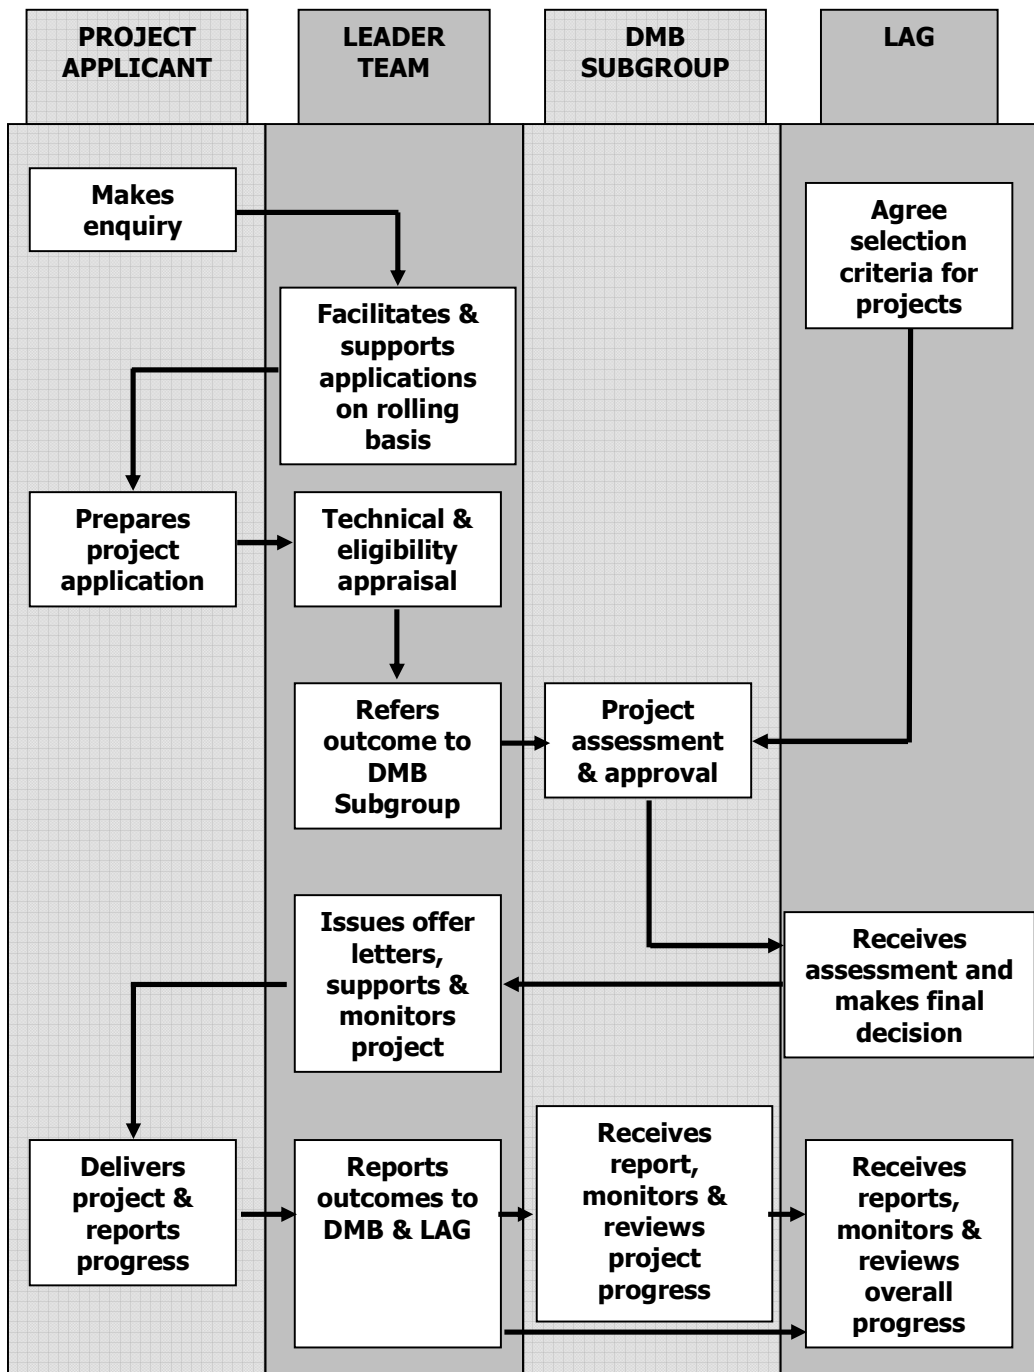 PROJECT
APPLICANT
LEADER
TEAM
DMB
SUBGROUP
LAG
Makes
enquiry
Agree
selection
criteria for
projects
Facilitates &
supports
applications
on rolling
basis
Prepares
project
application
Technical &
eligibility
appraisal
Refers
outcome to
DMB
Subgroup
Project
assessment
& approval
Issues offer
letters,
supports &
monitors
project
Receives
assessment and
makes final
decision
Delivers
project &
reports
progress
Reports
outcomes to
DMB & LAG
Receives
report,
monitors &
reviews
project
progress
Receives
reports,
monitors &
reviews
overall
progress